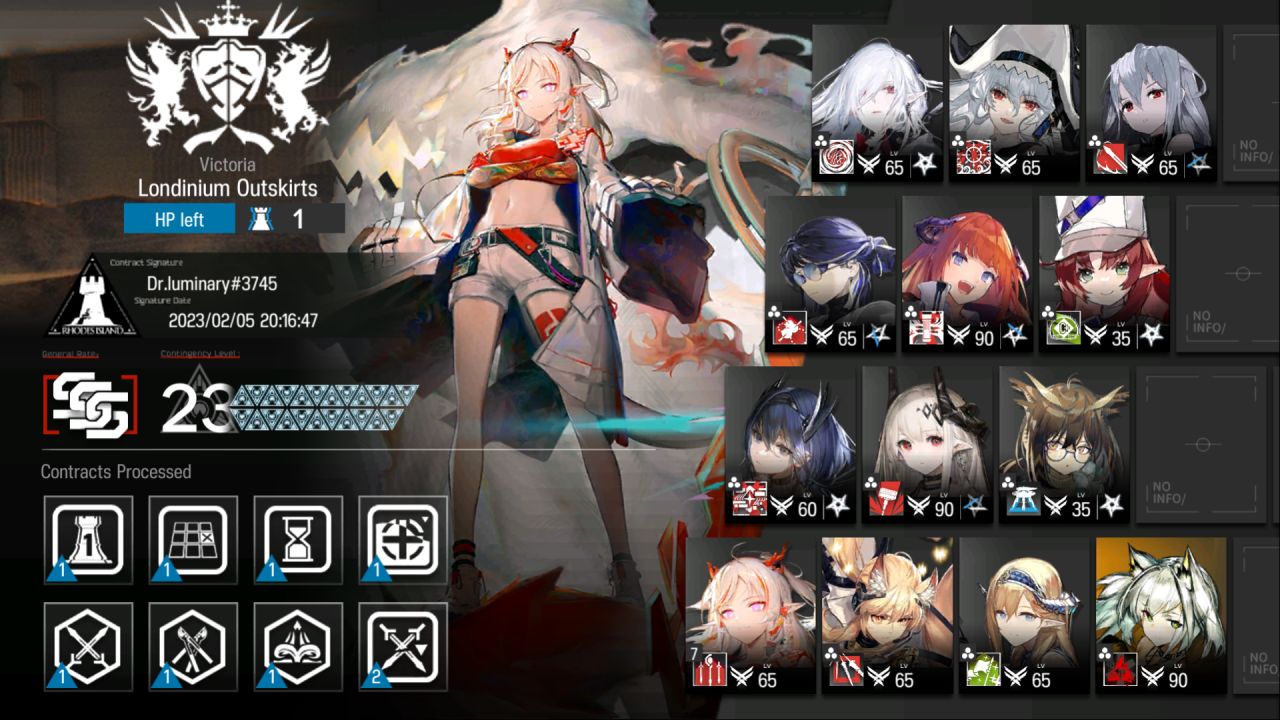 Victoria
Londinium Outskirts
HP left 1
Contract Signature
Dr.luminary#3745
Signature Date
2023/02/05 20:16:47
RHODES ISLAND
General Rate:
Contingency Level:
SSS
23
Contracts Processed
1
1 1 1 1
1 1 1 2
LV 65
LV 65
LV 65
NO INFO/
LV 65
LV 90
LV 35
NO INFO/
LV 60
LV 90
LV 35
NO INFO/
7
LV 65
LV 65
LV 65
LV 90
NO INFO